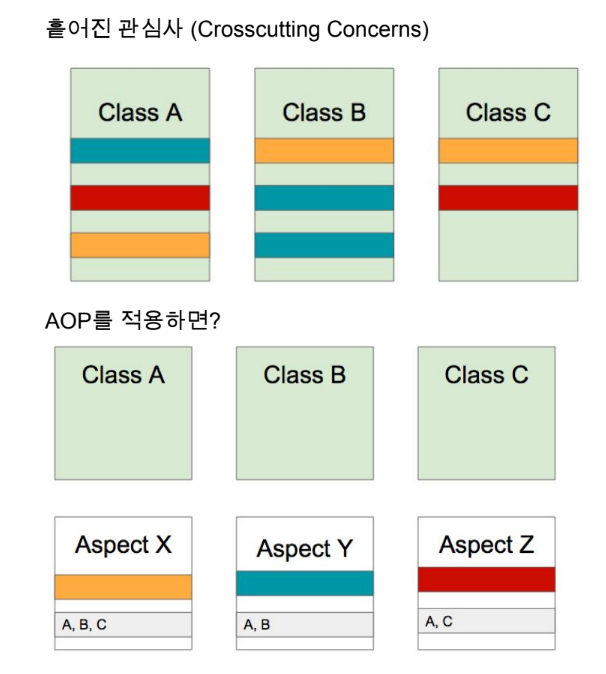 흩어진 관심사 (Crosscutting Concerns)
Class A
Class B
Class C
AOP를 적용하면?
Class A
Class B
Class C
Aspect X
Aspect Y
Aspect Z
A, B, C
A, B
A, C